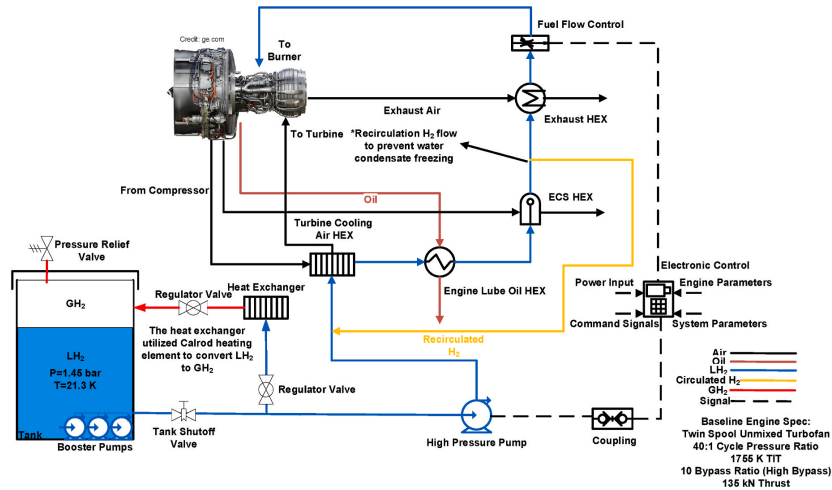 Credit: ge.com
To
Burner
Fuel Flow Control
Exhaust Air
Exhaust HEX
To Turbine
*Recirculation H₂ flow
to prevent water
condensate freezing
From Compressor
Oil
ECS HEX
Turbine Cooling
Air HEX
Pressure Relief
Valve
Engine Lube Oil HEX
Electronic Control
Power Input
Engine Parameters
Command Signals
System Parameters
GH₂
Regulator Valve
Heat Exchanger
The heat exchanger
utilized Calrod heating
element to convert LH₂
to GH₂
Recirculated
H₂
LH₂
P=1.45 bar
T=21.3 K
Regulator Valve
Tank
Booster Pumps
Tank Shutoff
Valve
High Pressure Pump
Coupling
Air
Oil
LH₂
Circulated H₂
GH₂
Signal
Baseline Engine Spec:
Twin Spool Unmixed Turbofan
40:1 Cycle Pressure Ratio
1755 K TIT
10 Bypass Ratio (High Bypass)
135 kN Thrust